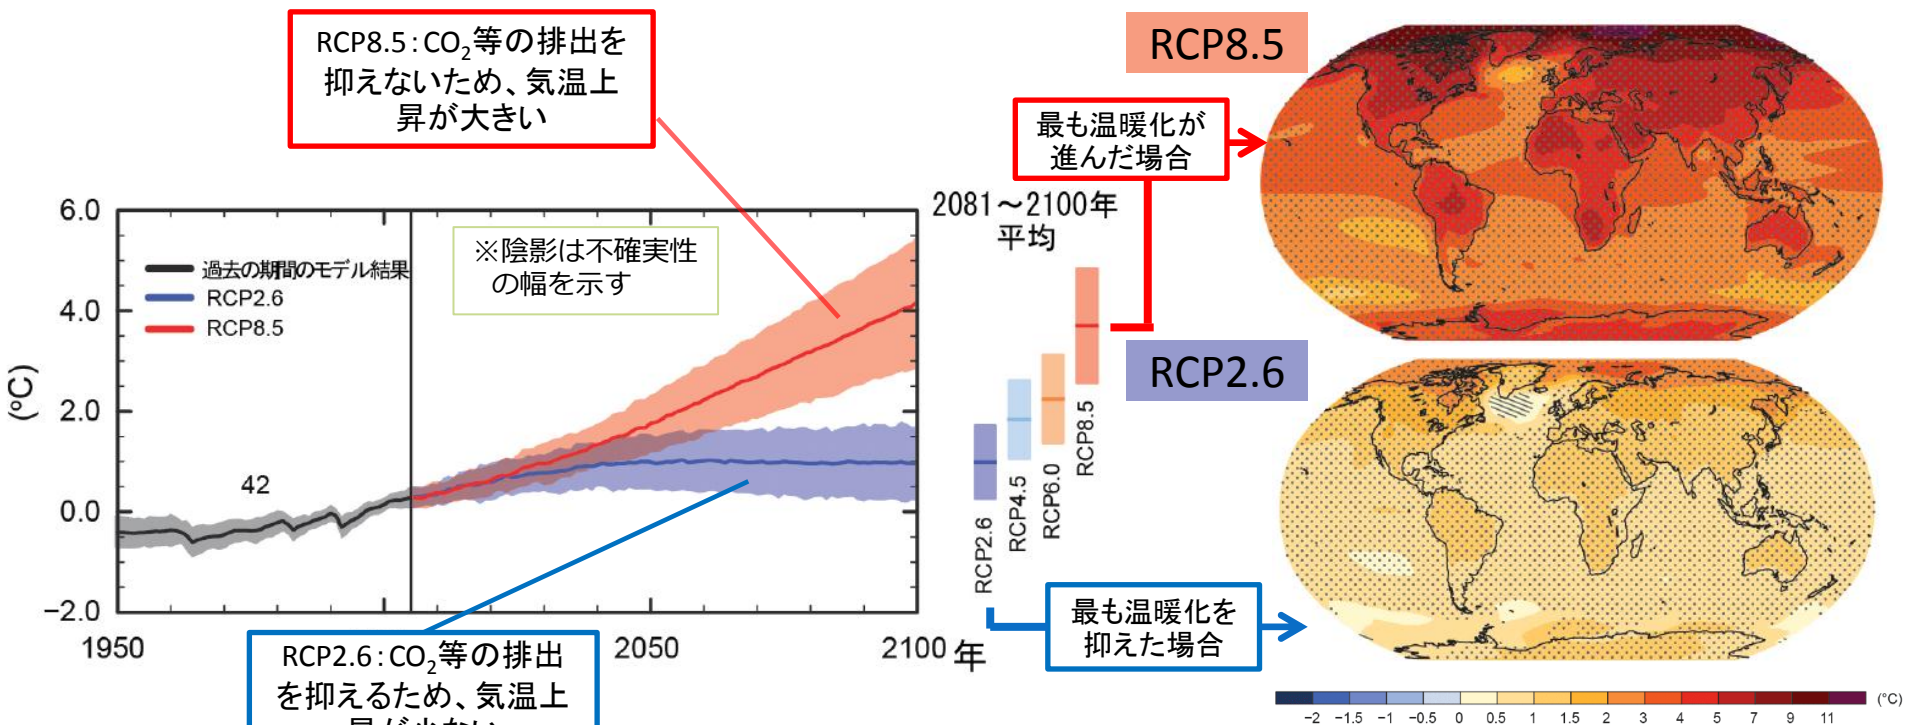 RCP8.5：CO₂等の排出を
抑えないため、気温上
昇が大きい
RCP8.5
最も温暖化が
進んだ場合
2081～2100年
平均
※陰影は不確実性
の幅を示す
過去の期間のモデル結果
RCP2.6
RCP8.5
(℃)
6.0
4.0
2.0
0.0
−2.0
42
1950
2050
2100 年
RCP2.6
RCP4.5
RCP6.0
RCP8.5
RCP2.6
最も温暖化を
抑えた場合
RCP2.6：CO₂等の排出
を抑えるため、気温上
昇が少ない
−2 −1.5 −1 −0.5 0 0.5 1 1.5 2 3 4 5 7 9 11 (°C)